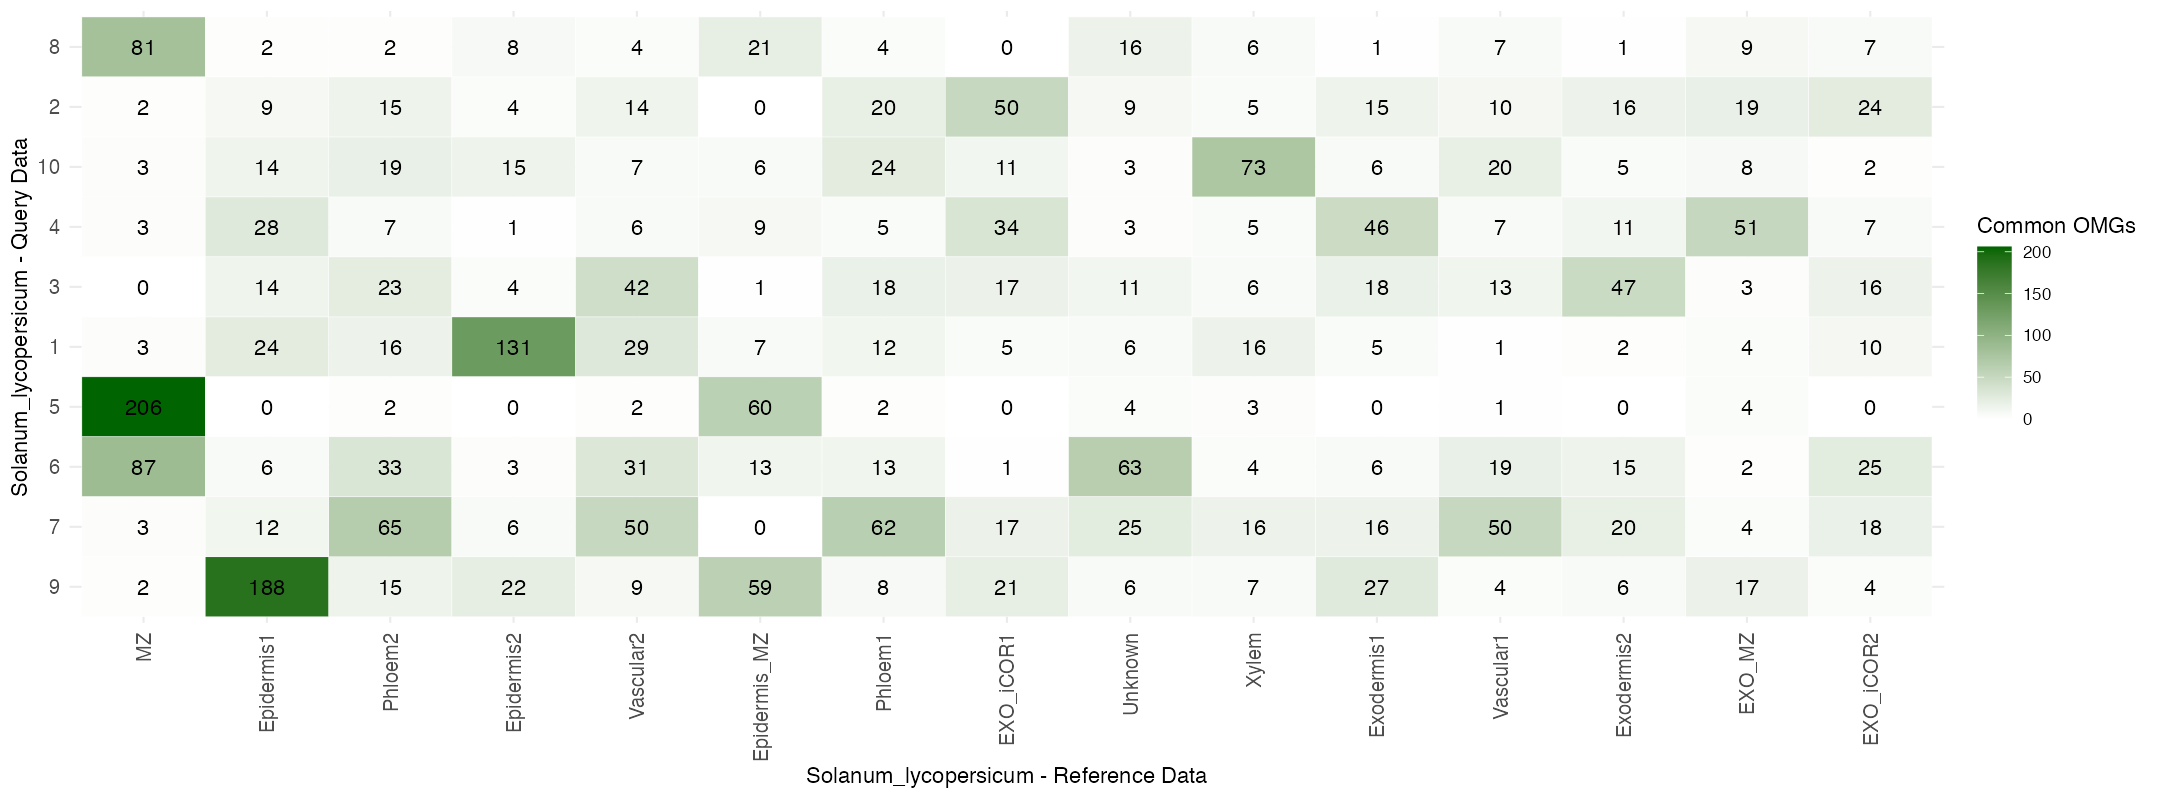 Solanum_lycopersicum - Query Data
8 81 2 2 8 4 21 4 0 16 6 1 7 1 9 7
2 2 9 15 4 14 0 20 50 9 5 15 10 16 19 24
10 3 14 19 15 7 6 24 11 3 73 6 20 5 8 2
4 3 28 7 1 6 9 5 34 3 5 46 7 11 51 7
3 0 14 23 4 42 1 18 17 11 6 18 13 47 3 16
1 3 24 16 131 29 7 12 5 6 16 5 1 2 4 10
5 206 0 2 0 2 60 2 0 4 3 0 1 0 4 0
6 87 6 33 3 31 13 13 1 63 4 6 19 15 2 25
7 3 12 65 6 50 0 62 17 25 16 16 50 20 4 18
9 2 188 15 22 9 59 8 21 6 7 27 4 6 17 4
MZ Epidermis1 Phloem2 Epidermis2 Vascular2 Epidermis_MZ Phloem1 EXO_iCOR1 Unknown Xylem Exodermis1 Vascular1 Exodermis2 EXO_MZ EXO_iCOR2
Solanum_lycopersicum - Reference Data
Common OMGs
200
150
100
50
0